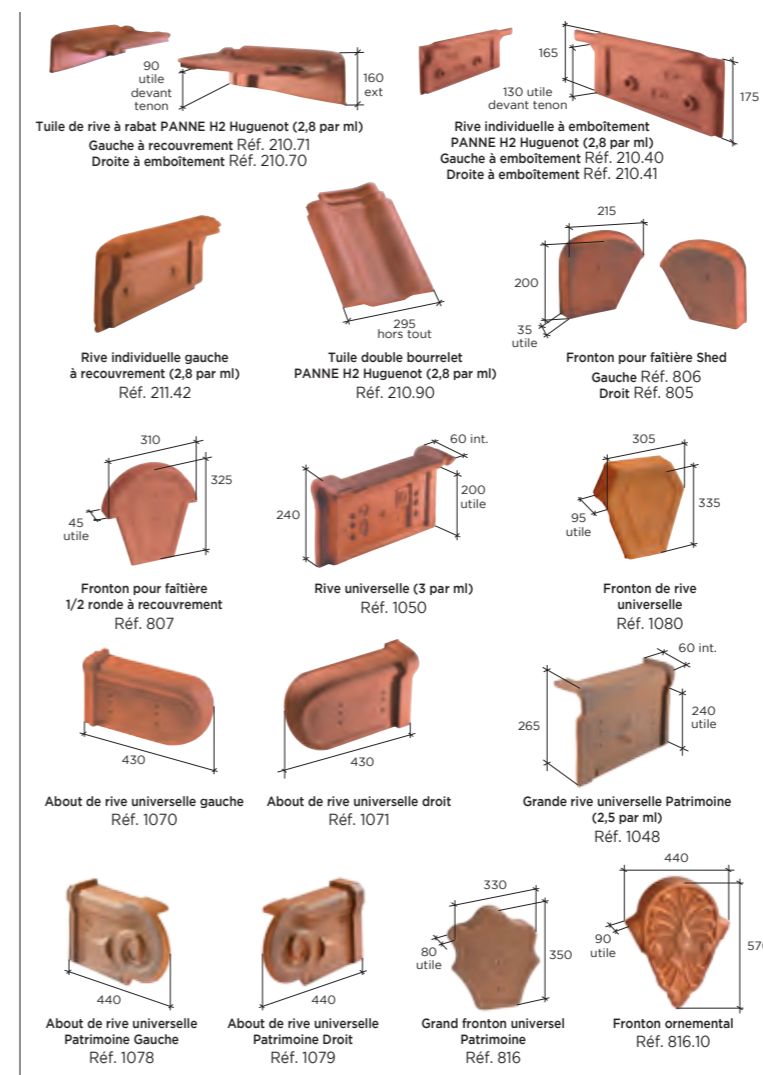 90
utile
devant
tenon
160
ext
Tuile de rive à rabat PANNE H2 Huguenot (2,8 par ml)
Gauche à recouvrement Réf. 210.71
Droite à emboîtement Réf. 210.70
165
130 utile
devant tenon
175
Rive individuelle à emboîtement
PANNE H2 Huguenot (2,8 par ml)
Gauche à emboîtement Réf. 210.40
Droite à emboîtement Réf. 210.41
Rive individuelle gauche
à recouvrement (2,8 par ml)
Réf. 211.42
295
hors tout
Tuile double bourrelet
PANNE H2 Huguenot (2,8 par ml)
Réf. 210.90
215
200
35
utile
Fronton pour faîtière Shed
Gauche Réf. 806
Droit Réf. 805
310
325
45
utile
Fronton pour faîtière
1/2 ronde à recouvrement
Réf. 807
60 int.
240
200
utile
Rive universelle (3 par ml)
Réf. 1050
305
95
utile
335
Fronton de rive
universelle
Réf. 1080
430
About de rive universelle gauche
Réf. 1070
430
About de rive universelle droit
Réf. 1071
60 int.
265
240
utile
Grande rive universelle Patrimoine
(2,5 par ml)
Réf. 1048
440
About de rive universelle
Patrimoine Gauche
Réf. 1078
440
About de rive universelle
Patrimoine Droit
Réf. 1079
330
80
utile
350
Grand fronton universel
Patrimoine
Réf. 816
440
90
utile
Fronton ornemental
Réf. 816.10